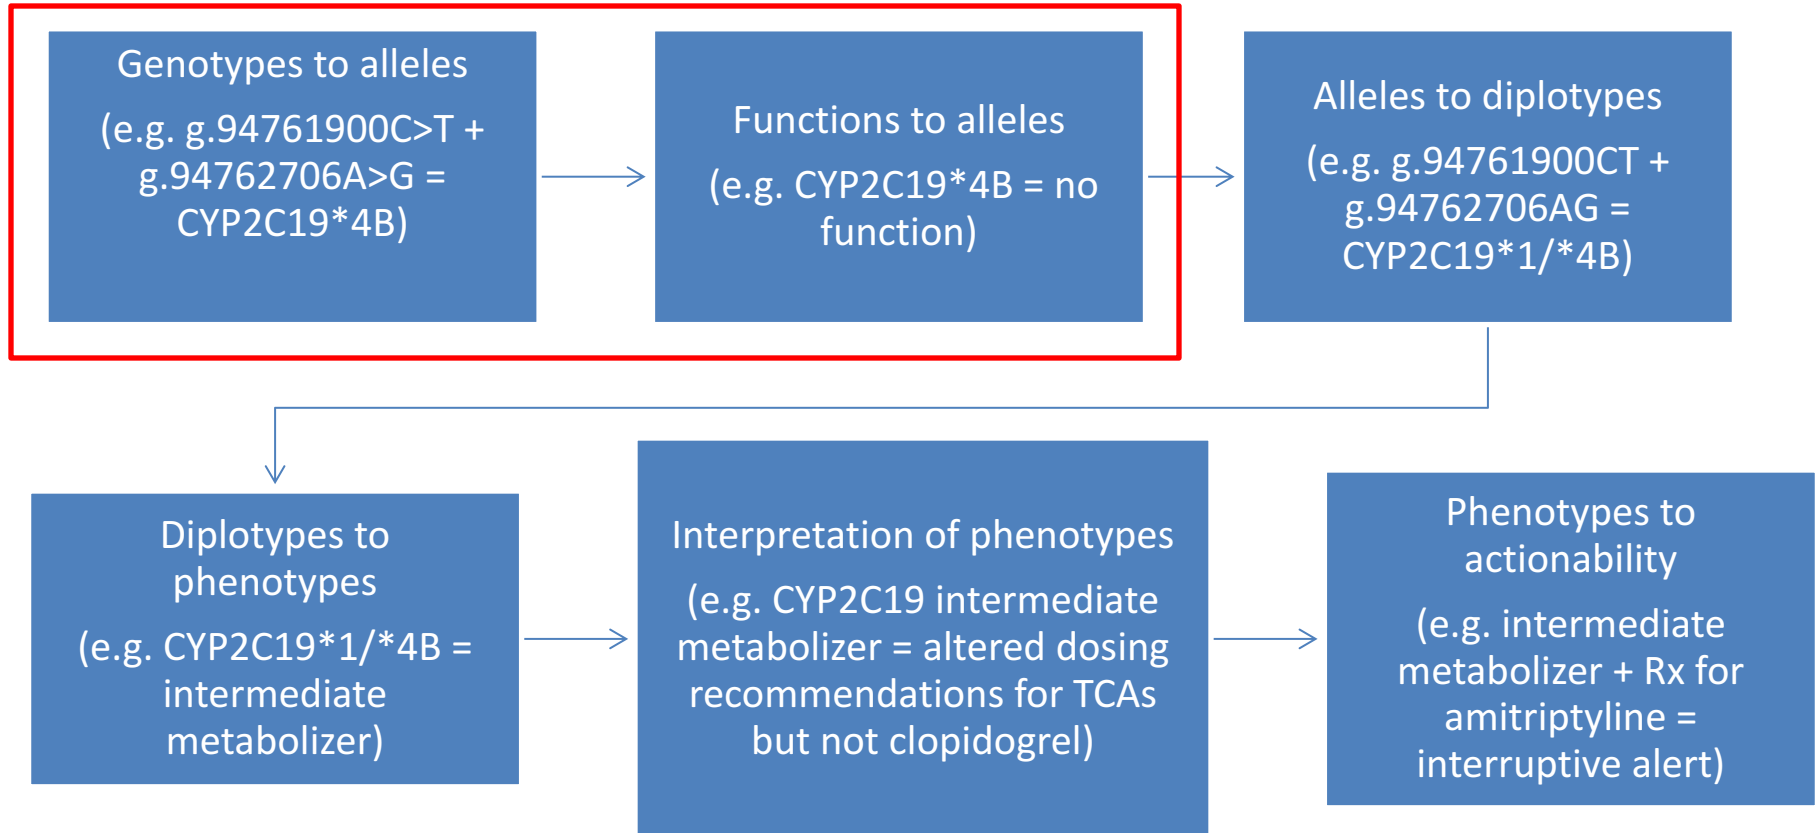 Genotypes to alleles
(e.g. g.94761900C>T +
g.94762706A>G =
CYP2C19*4B)
Functions to alleles
(e.g. CYP2C19*4B = no
function)
Alleles to diplotypes
(e.g. g.94761900CT +
g.94762706AG =
CYP2C19*1/*4B)
Diplotypes to
phenotypes
(e.g. CYP2C19*1/*4B =
intermediate
metabolizer)
Interpretation of phenotypes
(e.g. CYP2C19 intermediate
metabolizer = altered dosing
recommendations for TCAs
but not clopidogrel)
Phenotypes to
actionability
(e.g. intermediate
metabolizer + Rx for
amitriptyline =
interruptive alert)